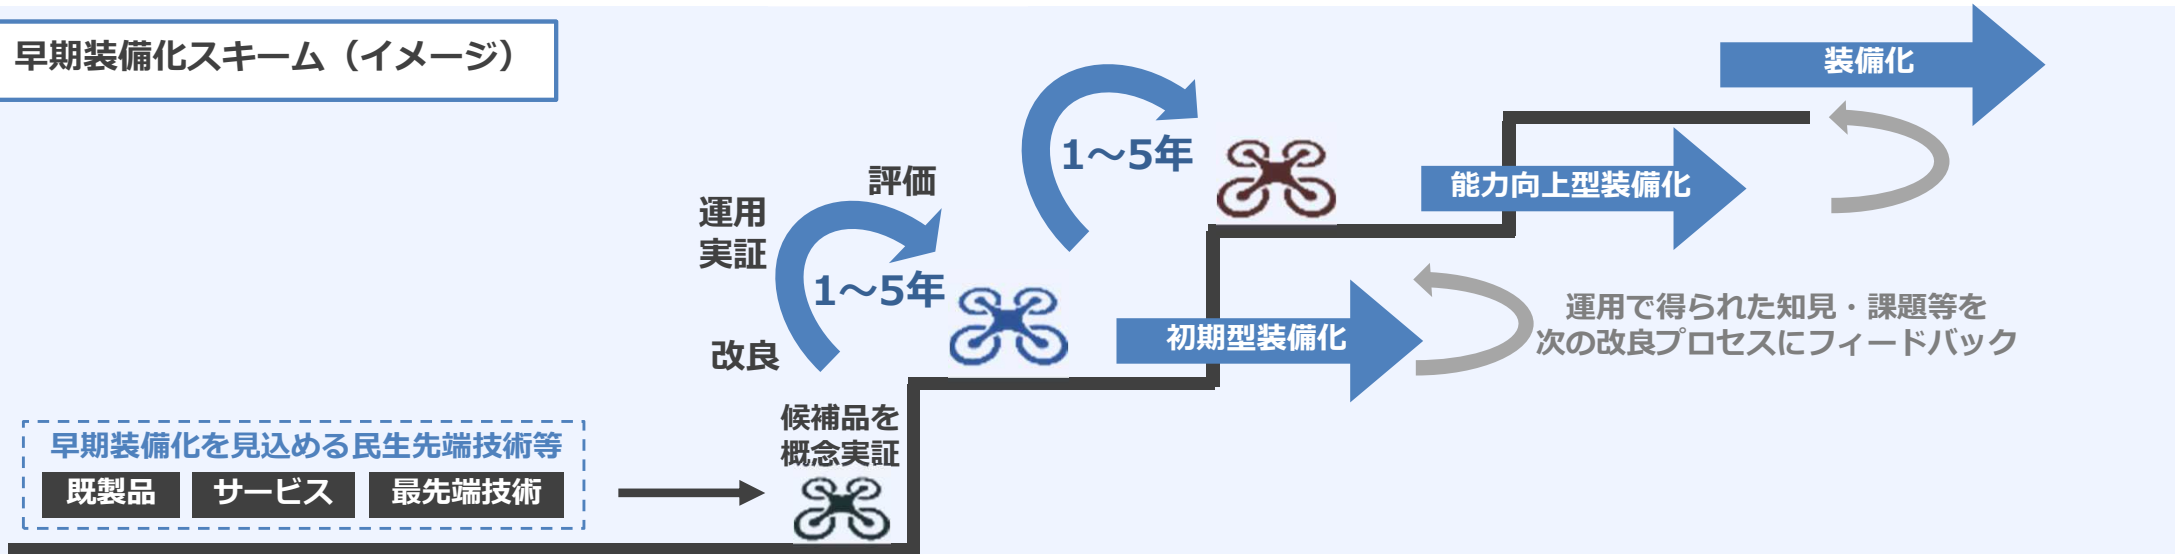 早期装備化スキーム（イメージ）
装備化
1～5年
能力向上型装備化
評価
運用
実証
1～5年
改良
初期型装備化
運用で得られた知見・課題等を
次の改良プロセスにフィードバック
候補品を
概念実証
早期装備化を見込める民生先端技術等
既製品
サービス
最先端技術